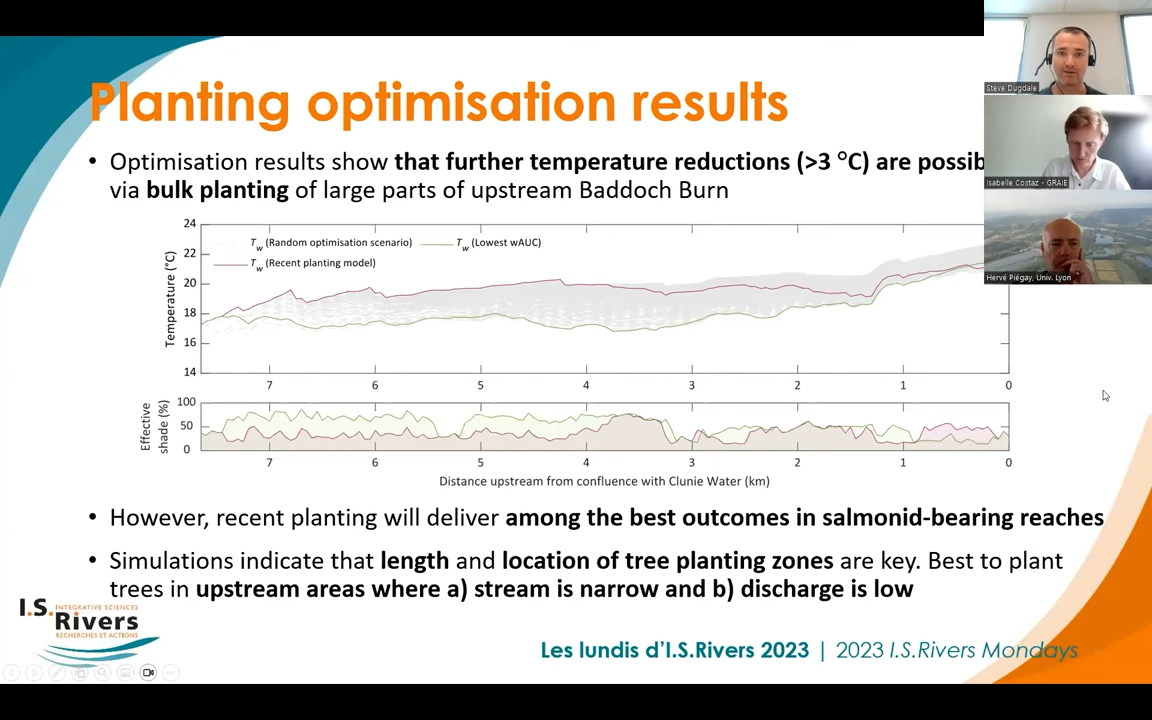 Planting optimisation results
• Optimisation results show that further temperature reductions (>3 °C) are possib
via bulk planting of large parts of upstream Baddoch Burn
Tw (Random optimisation scenario) Tw (Lowest wAUC)
Tw (Recent planting model)
Temperature (°C)
24
22
20
18
16
14
7 6 5 4 3 2 1 0
Effective
shade (%)
100
50
0
7 6 5 4 3 2 1 0
Distance upstream from confluence with Clunie Water (km)
• However, recent planting will deliver among the best outcomes in salmonid-bearing reaches
• Simulations indicate that length and location of tree planting zones are key. Best to plant
trees in upstream areas where a) stream is narrow and b) discharge is low
I.S. INTEGRATIVE SCIENCES
Rivers
RECHERCHES ET ACTIONS
Les lundis d'I.S.Rivers 2023 | 2023 I.S.Rivers Mondays
Steve Dugdale
Isabelle Costaz - GRAIE
Hervé Piégay, Univ. Lyon